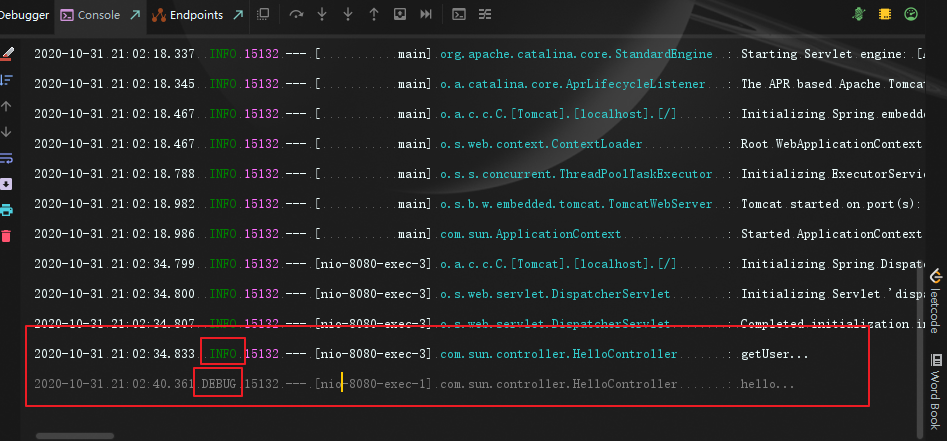 Debugger Console Endpoints
2020-10-31 21:02:18.337 INFO 15132 --- [ main] org.apache.catalina.core.StandardEngine : Starting Servlet engine: [A
2020-10-31 21:02:18.345 INFO 15132 --- [ main] o.a.catalina.core.AprLifecycleListener : The APR based Apache Tomcat
2020-10-31 21:02:18.467 INFO 15132 --- [ main] o.a.c.c.C.[Tomcat].[localhost].[/] : Initializing Spring embedd
2020-10-31 21:02:18.467 INFO 15132 --- [ main] o.s.web.context.ContextLoader : Root WebApplicationContext
2020-10-31 21:02:18.788 INFO 15132 --- [ main] o.s.s.concurrent.ThreadPoolTaskExecutor : Initializing ExecutorServi
2020-10-31 21:02:18.982 INFO 15132 --- [ main] o.s.b.w.embedded.tomcat.TomcatWebServer : Tomcat started on port(s):
2020-10-31 21:02:18.986 INFO 15132 --- [ main] com.sun.ApplicationContext : Started ApplicationContext
2020-10-31 21:02:34.799 INFO 15132 --- [nio-8080-exec-3] o.a.c.c.C.[Tomcat].[localhost].[/] : Initializing Spring Dispat
2020-10-31 21:02:34.800 INFO 15132 --- [nio-8080-exec-3] o.s.web.servlet.DispatcherServlet : Initializing Servlet 'disp
2020-10-31 21:02:34.807 INFO 15132 --- [nio-8080-exec-3] o.s.web.servlet.DispatcherServlet : Completed initialization in
2020-10-31 21:02:34.833 INFO 15132 --- [nio-8080-exec-3] com.sun.controller.HelloController : getUser...
2020-10-31 21:02:40.361 DEBUG 15132 --- [nio-8080-exec-1] com.sun.controller.HelloController : hello...
leetcode
Word Book